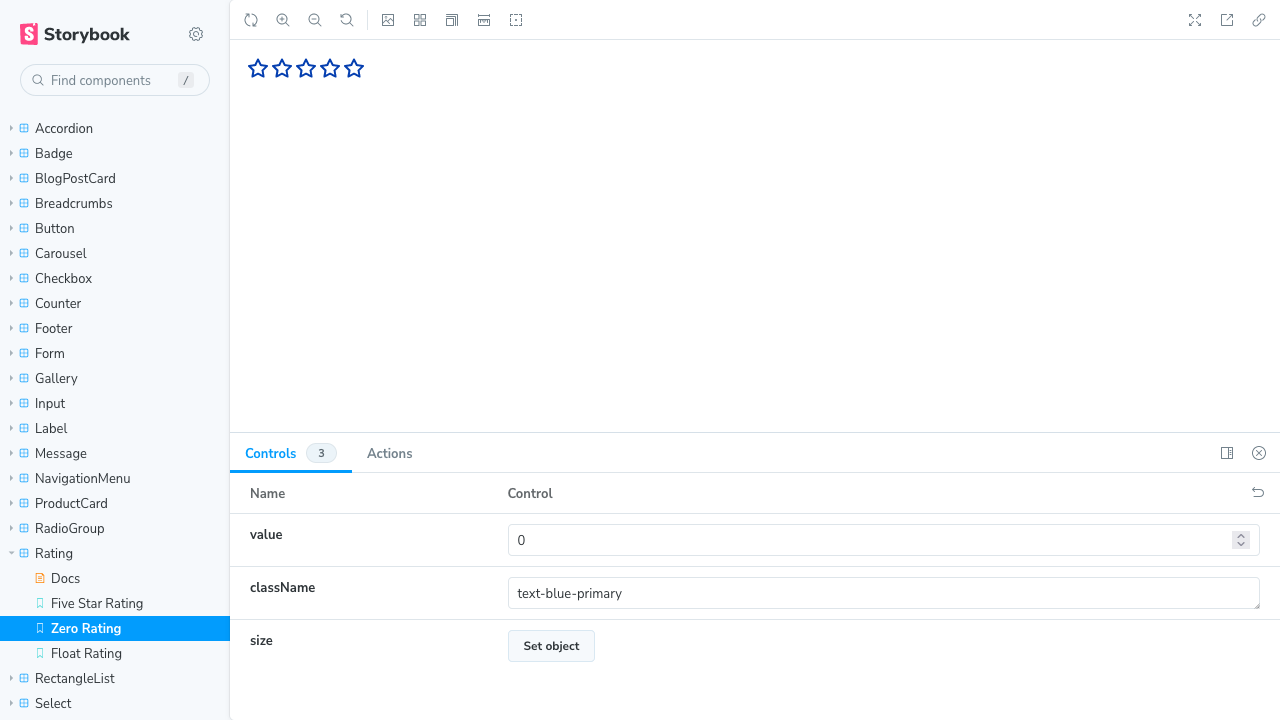 Storybook
Find components
/
Accordion
Badge
BlogPostCard
Breadcrumbs
Button
Carousel
Checkbox
Counter
Footer
Form
Gallery
Input
Label
Message
NavigationMenu
ProductCard
RadioGroup
Rating
Docs
Five Star Rating
Zero Rating
Float Rating
RectangleList
Select
Controls 3 Actions
Name Control
value 0
className text-blue-primary
size Set object